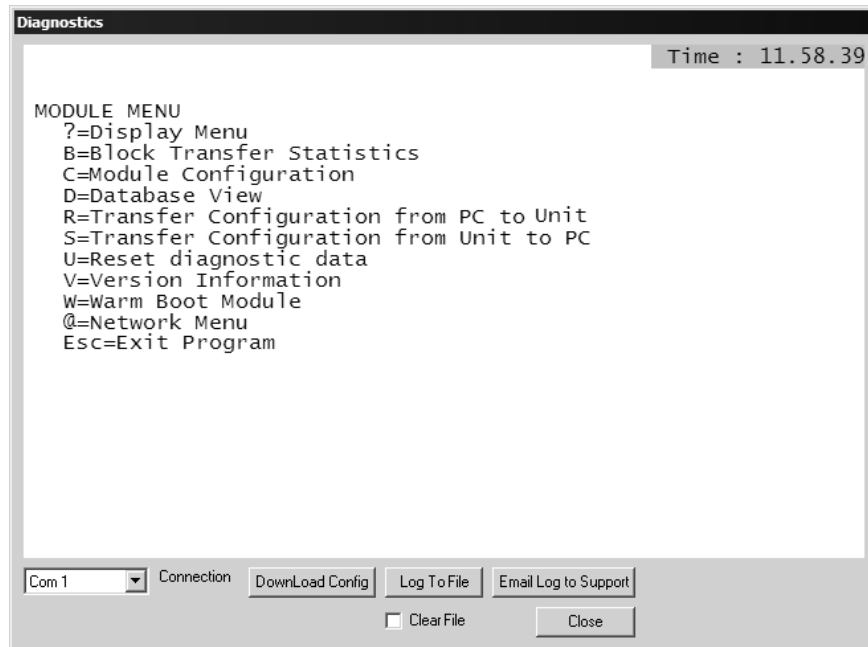 Diagnostics
Time : 11.58.39
MODULE MENU
?=Display Menu
B=Block Transfer Statistics
C=Module Configuration
D=Database View
R=Transfer Configuration from PC to Unit
S=Transfer Configuration from Unit to PC
U=Reset diagnostic data
V=Version Information
W=Warm Boot Module
@=Network Menu
Esc=Exit Program
Com 1 Connection DownLoad Config Log To File Email Log to Support
Clear File Close